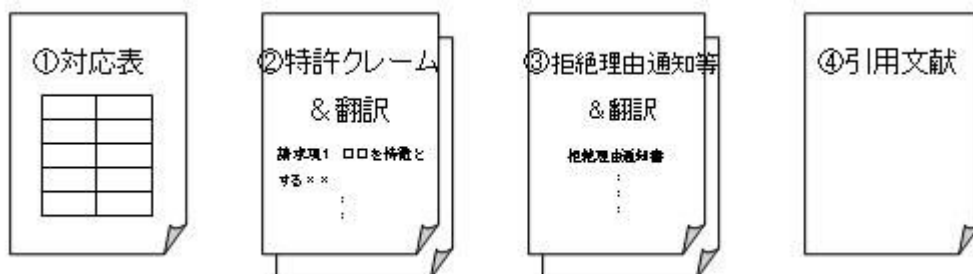 ①対応表
②特許クレーム
&翻訳
請求項1 口口を特徴と
する××
:
:
③拒絶理由通知等
&翻訳
拒絶理由通知書
:
:
:
④引用文献